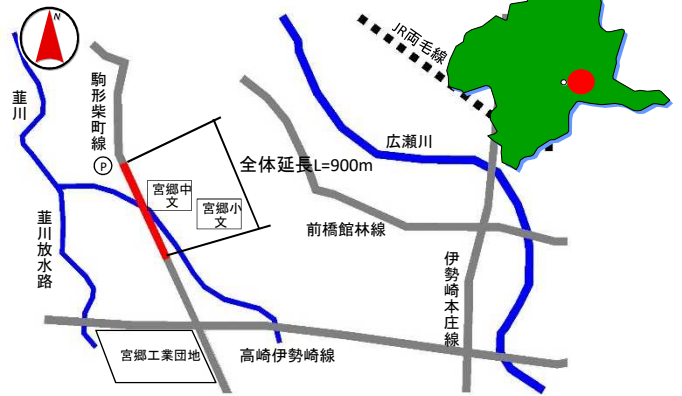 N
JR両毛線
駒形柴町線
韮川
P
広瀬川
全体延長L=900m
宮郷中
文
宮郷小
文
前橋館林線
韮川放水路
伊勢崎本庄線
宮郷工業団地
高崎伊勢崎線